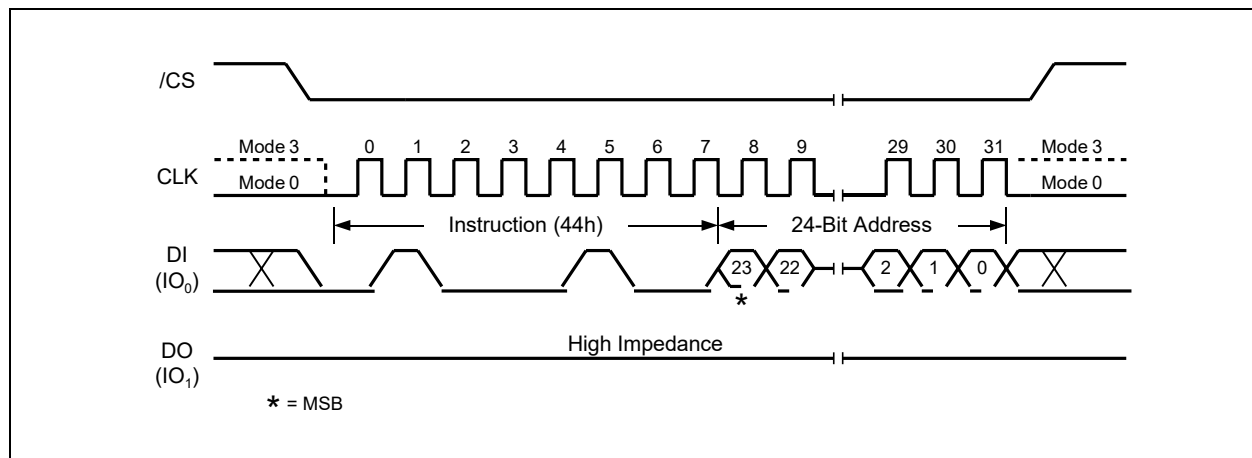 /CS
Mode 3 0 1 2 3 4 5 6 7 8 9 29 30 31 Mode 3
CLK
Mode 0 Mode 0
Instruction (44h) 24-Bit Address
DI
(IO₀)
23 22 2 1 0
*
High Impedance
DO
(IO₁)
* = MSB